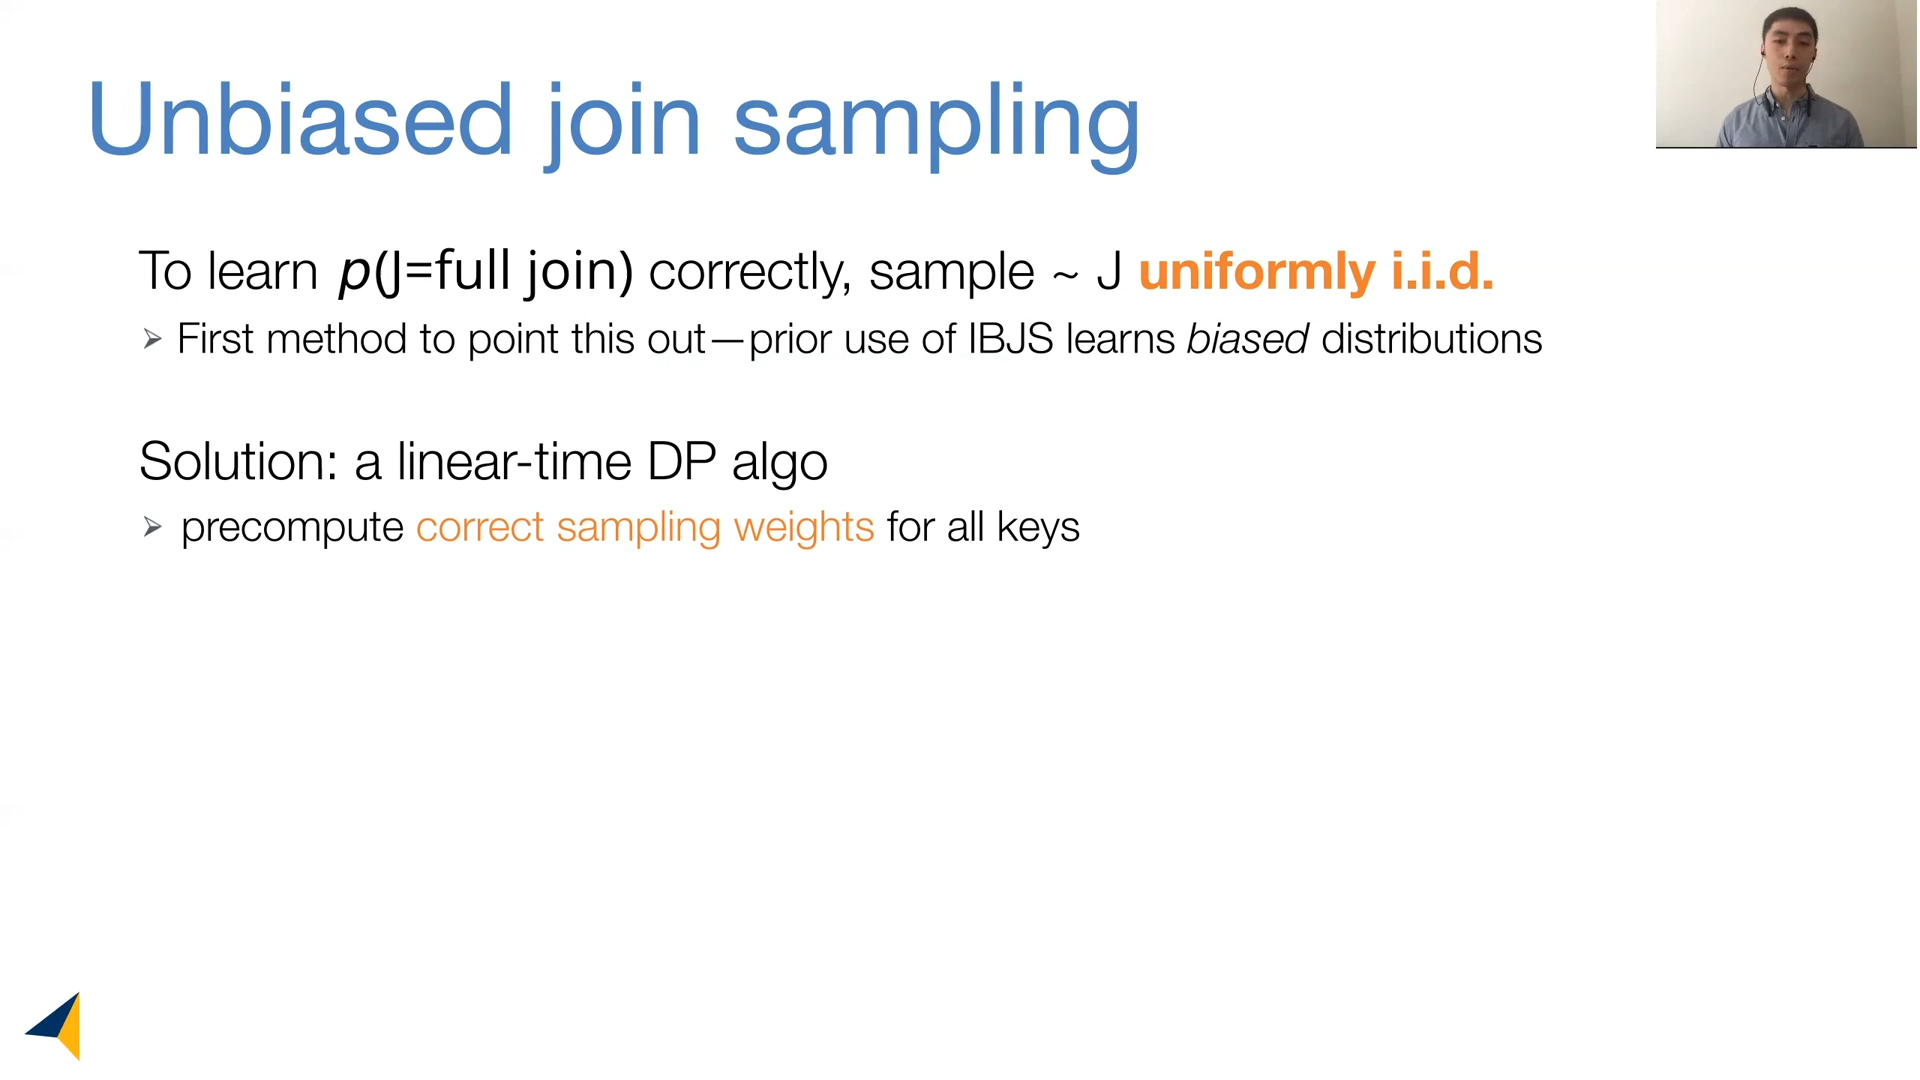 Unbiased join sampling
To learn p(J=full join) correctly, sample ~ J uniformly i.i.d.
➢ First method to point this out—prior use of IBJS learns biased distributions
Solution: a linear-time DP algo
➢ precompute correct sampling weights for all keys